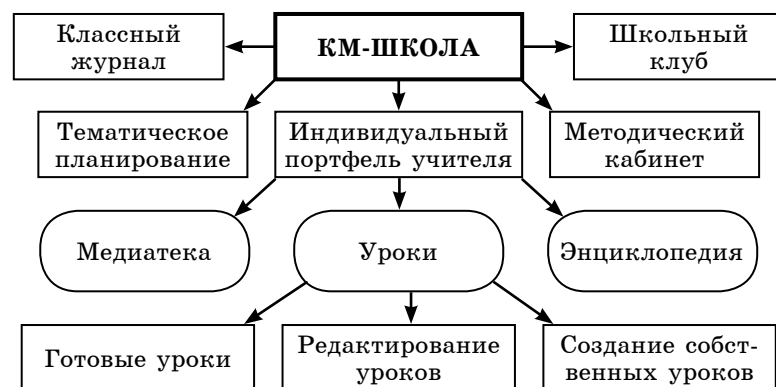 Классный
журнал
КМ-ШКОЛА
Школьный
клуб
Тематическое
планирование
Индивидуальный
портфель учителя
Методический
кабинет
Медиатека
Уроки
Энциклопедия
Готовые уроки
Редактирование
уроков
Создание собст-
венных уроков